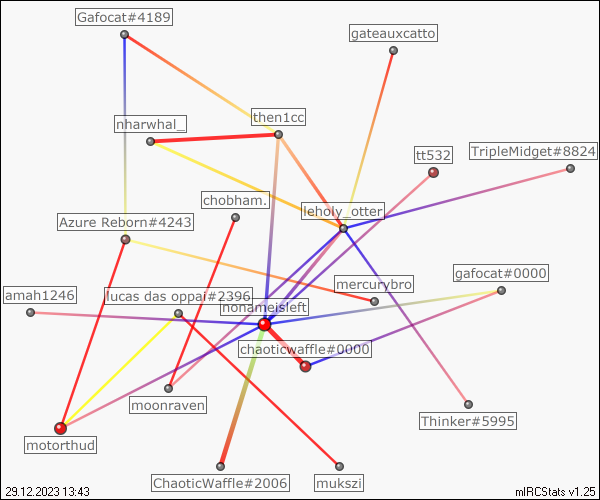 Gafocat#4189
gateauxcatto
then1cc
nharwhal_
TripleMidget#8824
tt532
chobham.
leholy_otter
Azure Reborn#4243
gafocat#0000
mercurybro
amah1246
lucas das oppai#2396
nonameisleft
chaoticwaffle#0000
moonraven
Thinker#5995
motorthud
ChaoticWaffle#2006
mukszi
29.12.2023 13:43
mIRCStats v1.25